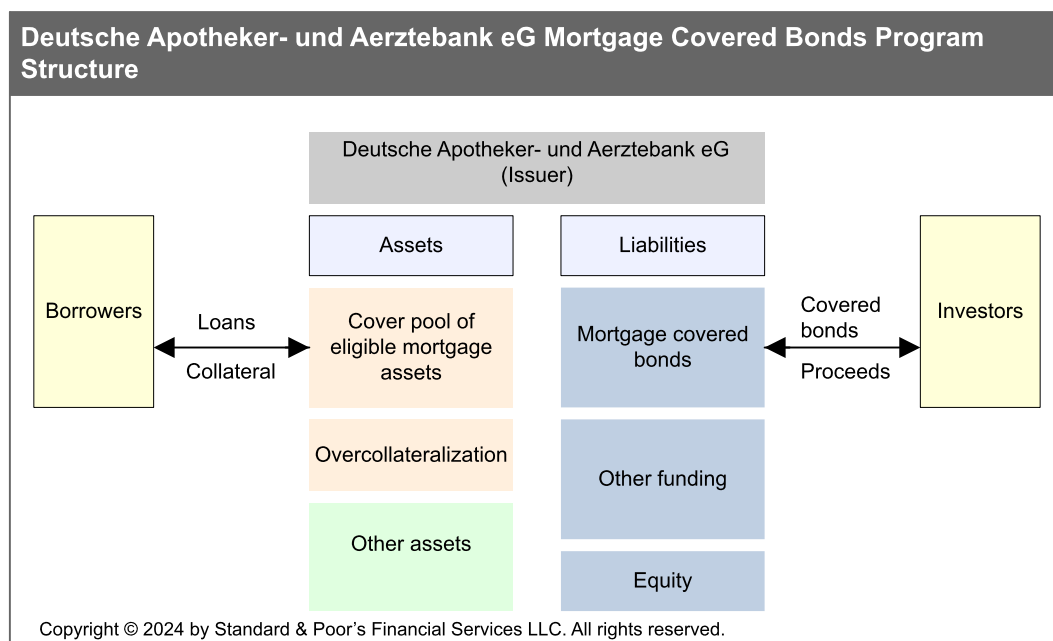 Deutsche Apotheker- und Aerztebank eG Mortgage Covered Bonds Program
Structure
Deutsche Apotheker- und Aerztebank eG
(Issuer)
Assets
Liabilities
Borrowers
Loans
Collateral
Cover pool of
eligible mortgage
assets
Mortgage covered
bonds
Covered
bonds
Proceeds
Investors
Overcollateralization
Other funding
Other assets
Equity
Copyright © 2024 by Standard & Poor’s Financial Services LLC. All rights reserved.